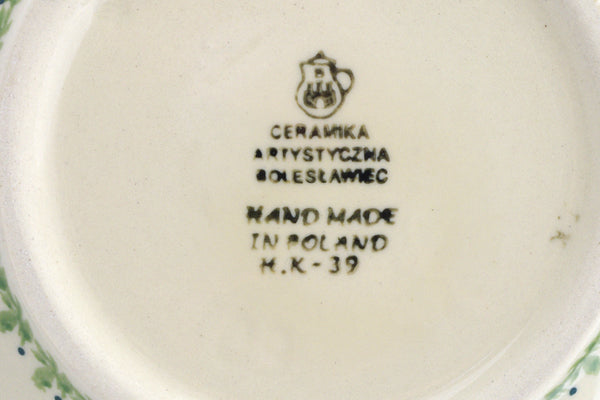 CERAMIKA
ARTYSTYCZNA
BOLESŁAWIEC
HAND MADE
IN POLAND
H.K-39